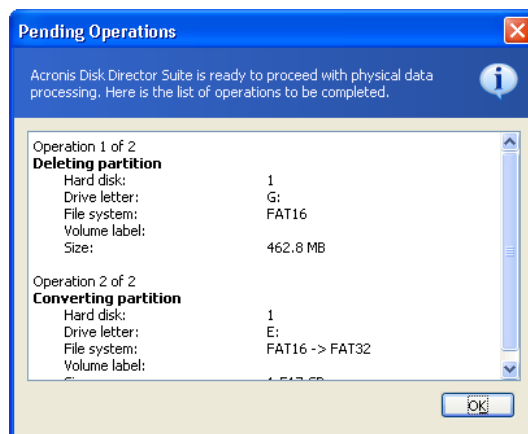 Pending Operations
Acronis Disk Director Suite is ready to proceed with physical data
processing. Here is the list of operations to be completed.
Operation 1 of 2
Deleting partition
Hard disk: 1
Drive letter: G:
File system: FAT16
Volume label:
Size: 462.8 MB
Operation 2 of 2
Converting partition
Hard disk: 1
Drive letter: E:
File system: FAT16 -> FAT32
Volume label:
OK